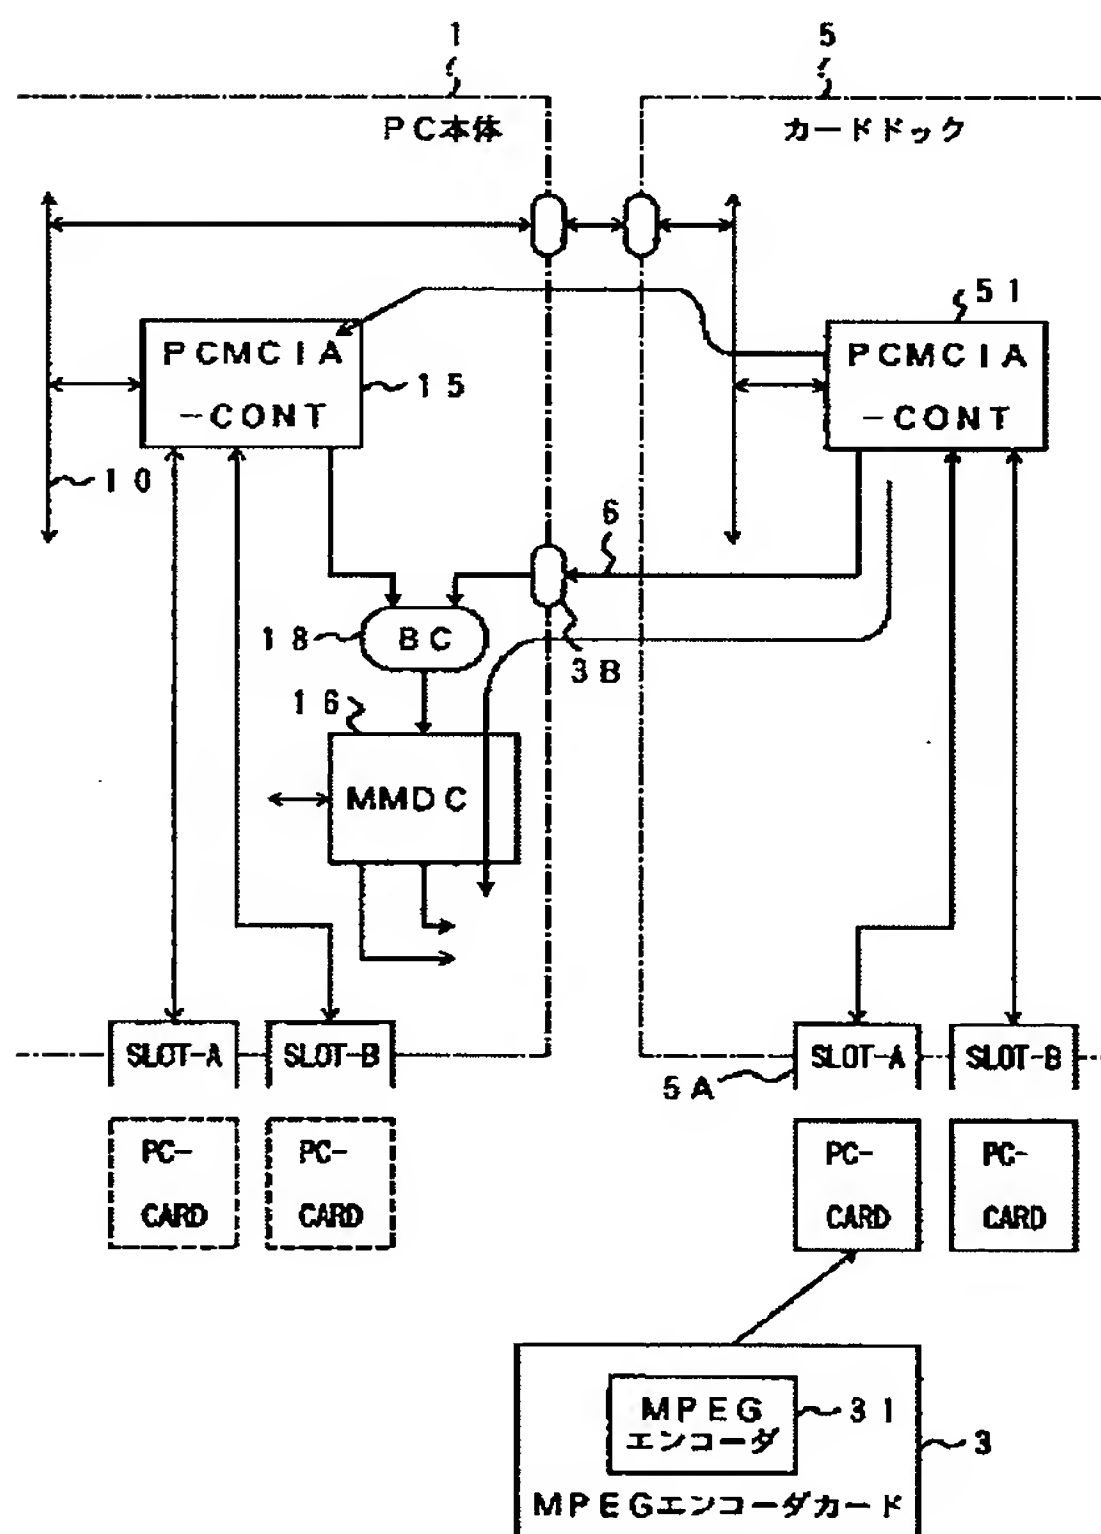 1
5
PC本体
カードドック
51
PCMCIA
-CONT
PCMCIA
-CONT
15
10
6
18
BC
3B
16
MMDC
SLOT-A
SLOT-B
SLOT-A
SLOT-B
5A
PC-
CARD
PC-
CARD
PC-
CARD
PC-
CARD
MPEG
エンコーダ
31
3
MPEGエンコーダカード